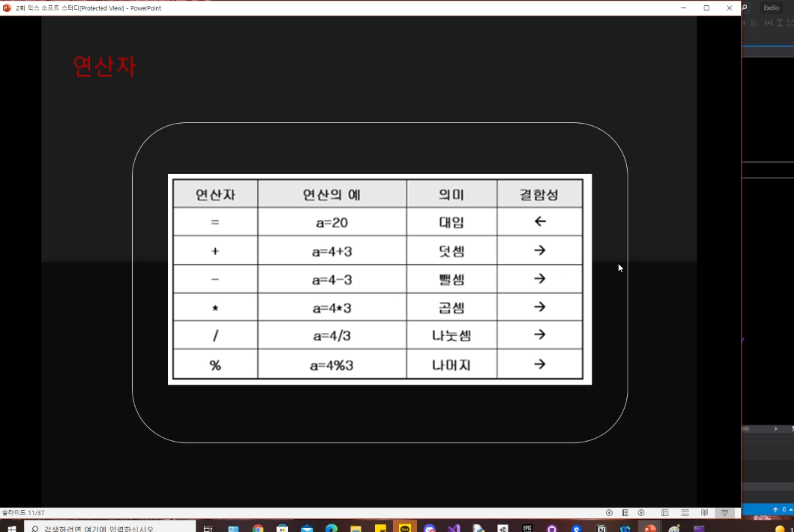 2회 익스 소프트 스터디[Protected View] - PowerPoint
연산자
연산자 연산의 예 의미 결합성
= a=20 대입 ←
+ a=4+3 덧셈 →
- a=4-3 뺄셈 →
* a=4*3 곱셈 →
/ a=4/3 나눗셈 →
% a=4%3 나머지 →
슬라이드 11/37
검색하려면 여기에 입력하십시오.